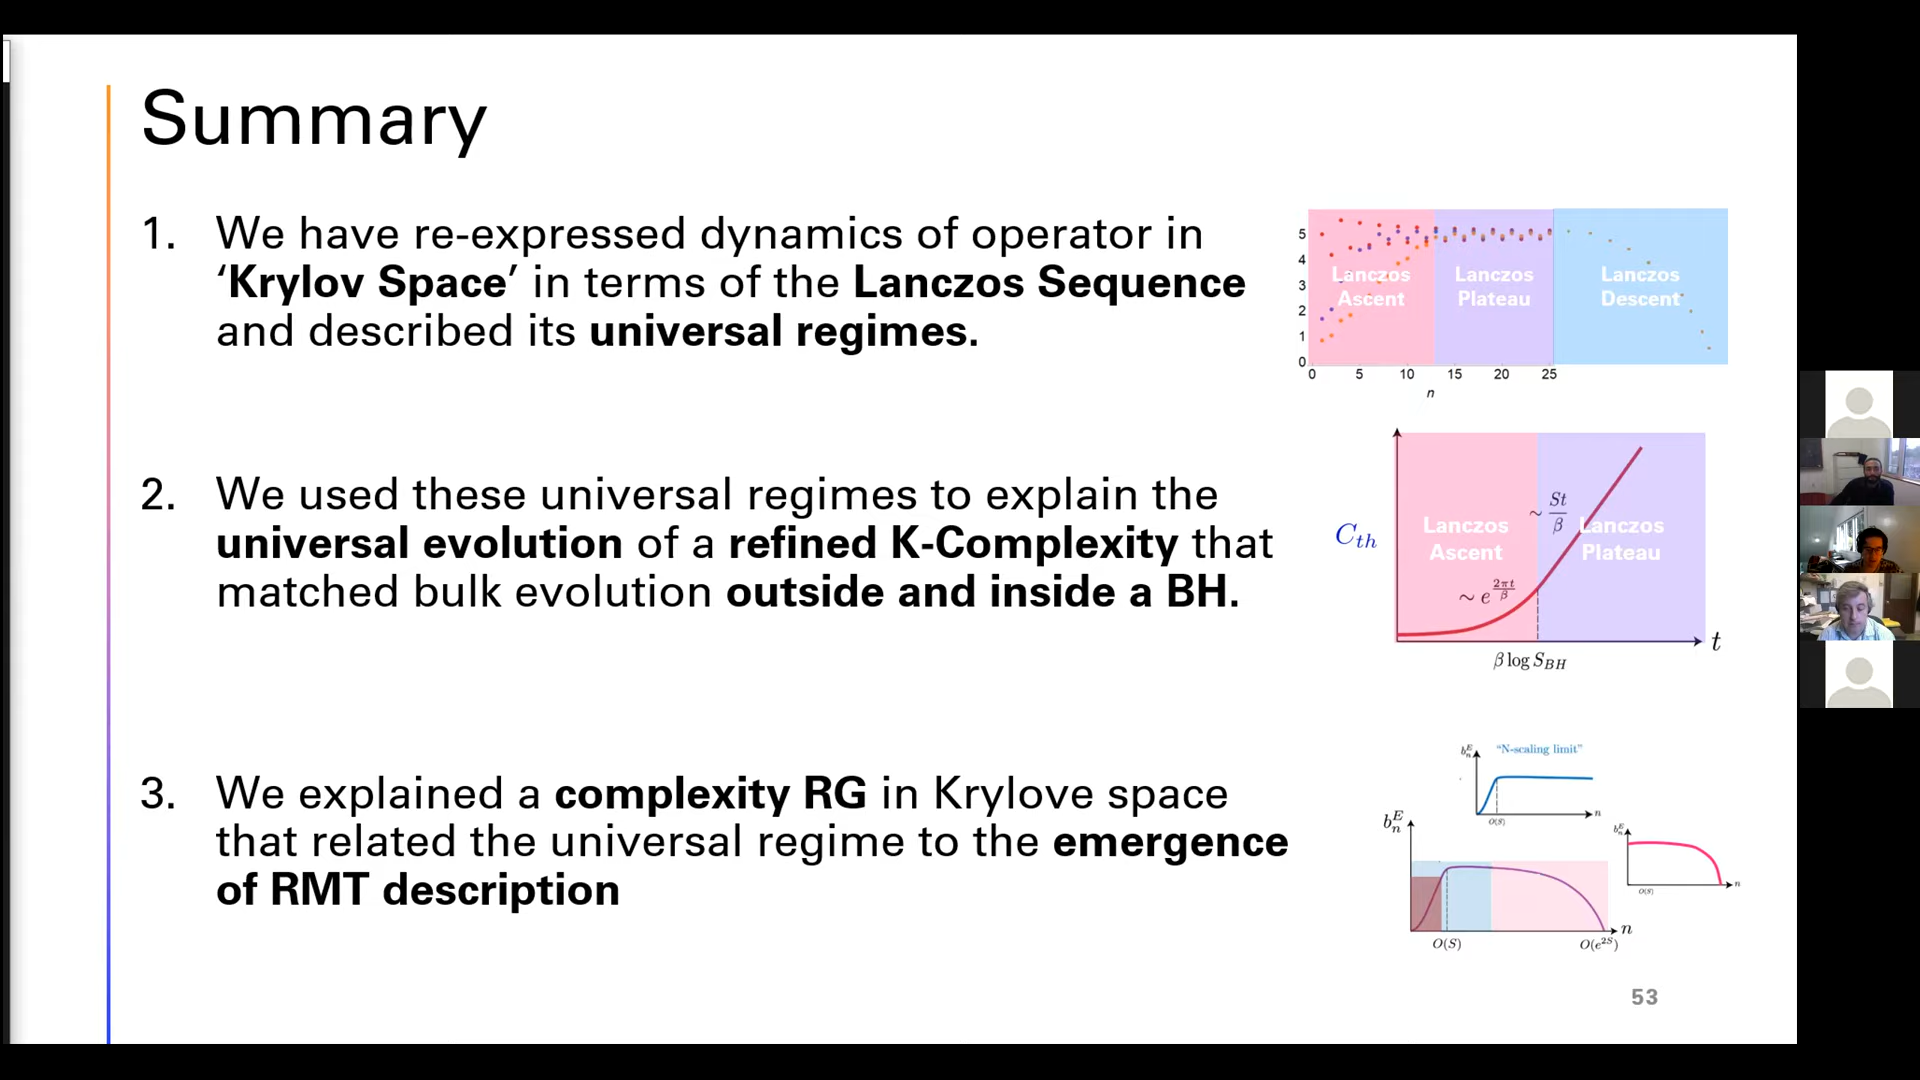 Summary
1. We have re-expressed dynamics of operator in
‘Krylov Space’ in terms of the Lanczos Sequence
and described its universal regimes.
5
4
3
2
1
0
Lanczos Ascent
Lanczos Plateau
Lanczos Descent
0 5 10 15 20 25
n
2. We used these universal regimes to explain the
universal evolution of a refined K-Complexity that
matched bulk evolution outside and inside a BH.
C_{th}
Lanczos Ascent
Lanczos Plateau
~ St/β
~ e^{2πt/β}
t
β log S_{BH}
3. We explained a complexity RG in Krylove space
that related the universal regime to the emergence
of RMT description
b_n^E “N-scaling limit”
O(S) n
b_n^E
O(S) n
b_n^E
n
O(S) O(e^{2S})
53